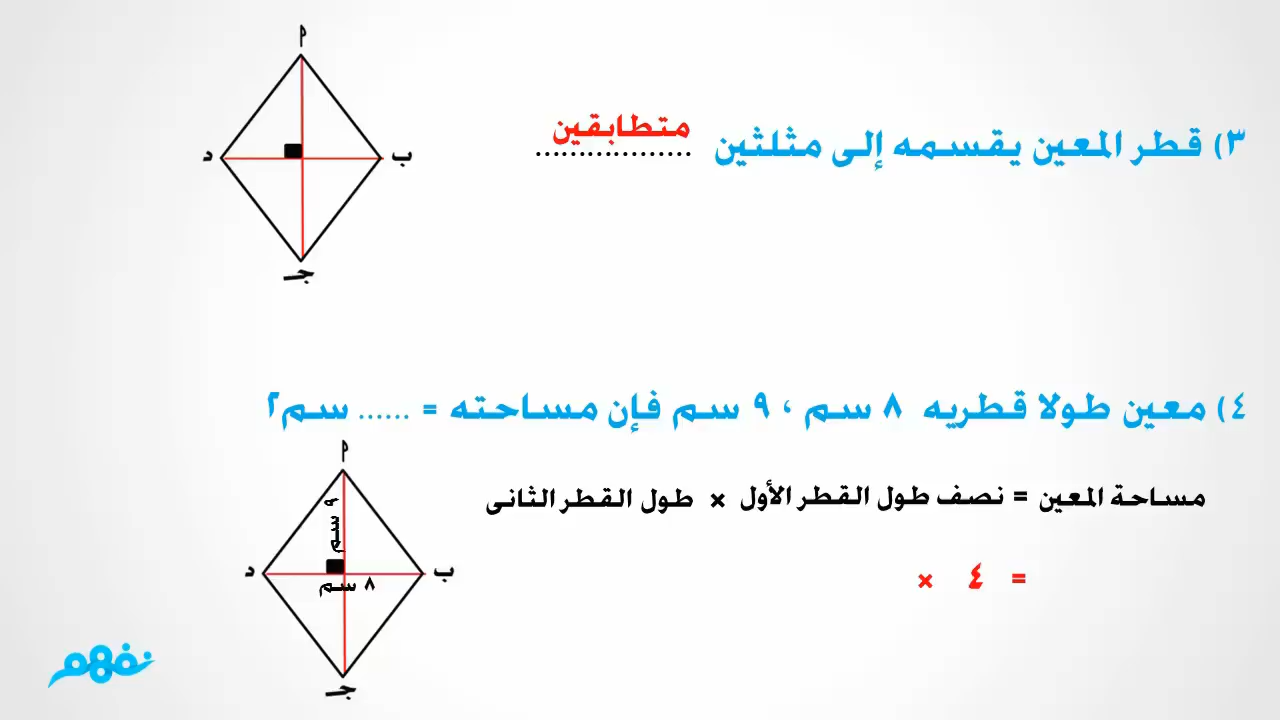 م
٣) قطر المعين يقسمه إلى مثلثين .................. متطابقين
د ب
جـ
٤) معين طولا قطريه ٨ سم ، ٩ سم فإن مساحته = ...... سم٢
م
مساحة المعين = نصف طول القطر الأول × طول القطر الثانى
٩ سم
د ب
٨ سم
= ٤ ×
جـ
نفهم